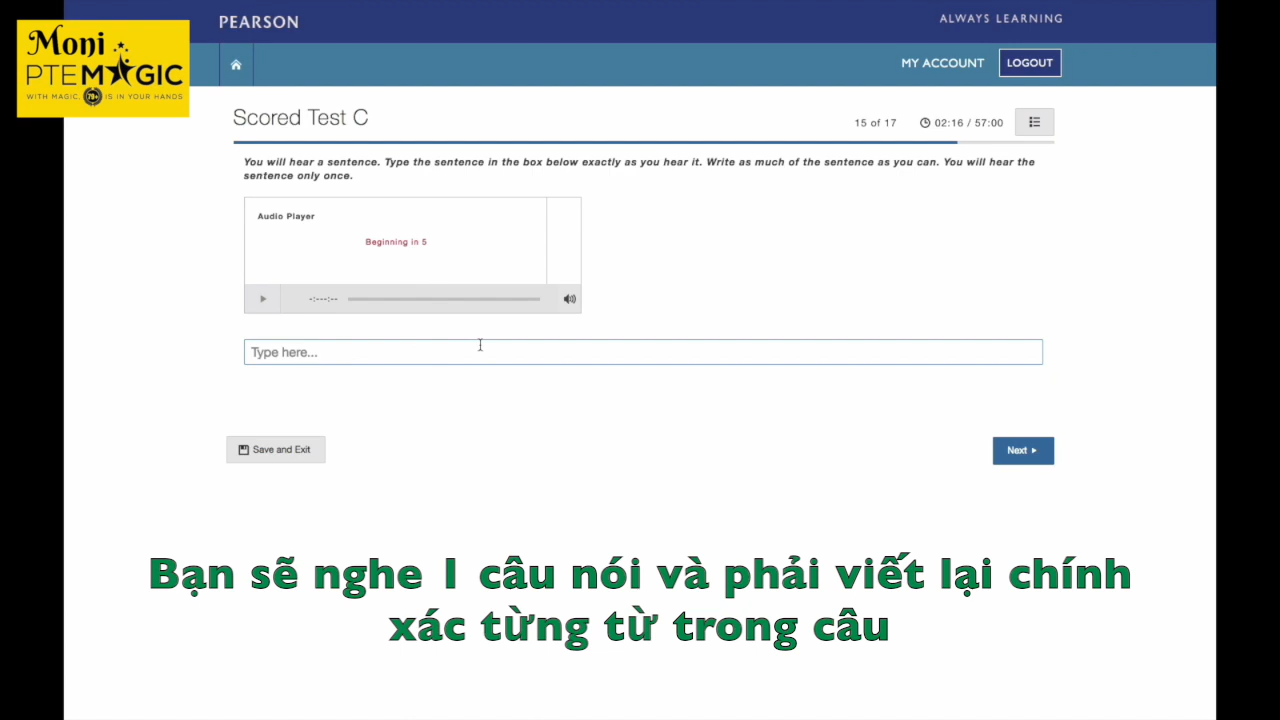 PEARSON
ALWAYS LEARNING
Moni
PTEMAGIC
WITH MAGIC, 79+ IS IN YOUR HANDS
MY ACCOUNT
LOGOUT
Scored Test C
15 of 17
02:16 / 57:00
You will hear a sentence. Type the sentence in the box below exactly as you hear it. Write as much of the sentence as you can. You will hear the
sentence only once.
Audio Player
Beginning in 5
-:---:--
Type here...
Save and Exit
Next
Bạn sẽ nghe 1 câu nói và phải viết lại chính
xác từng từ trong câu